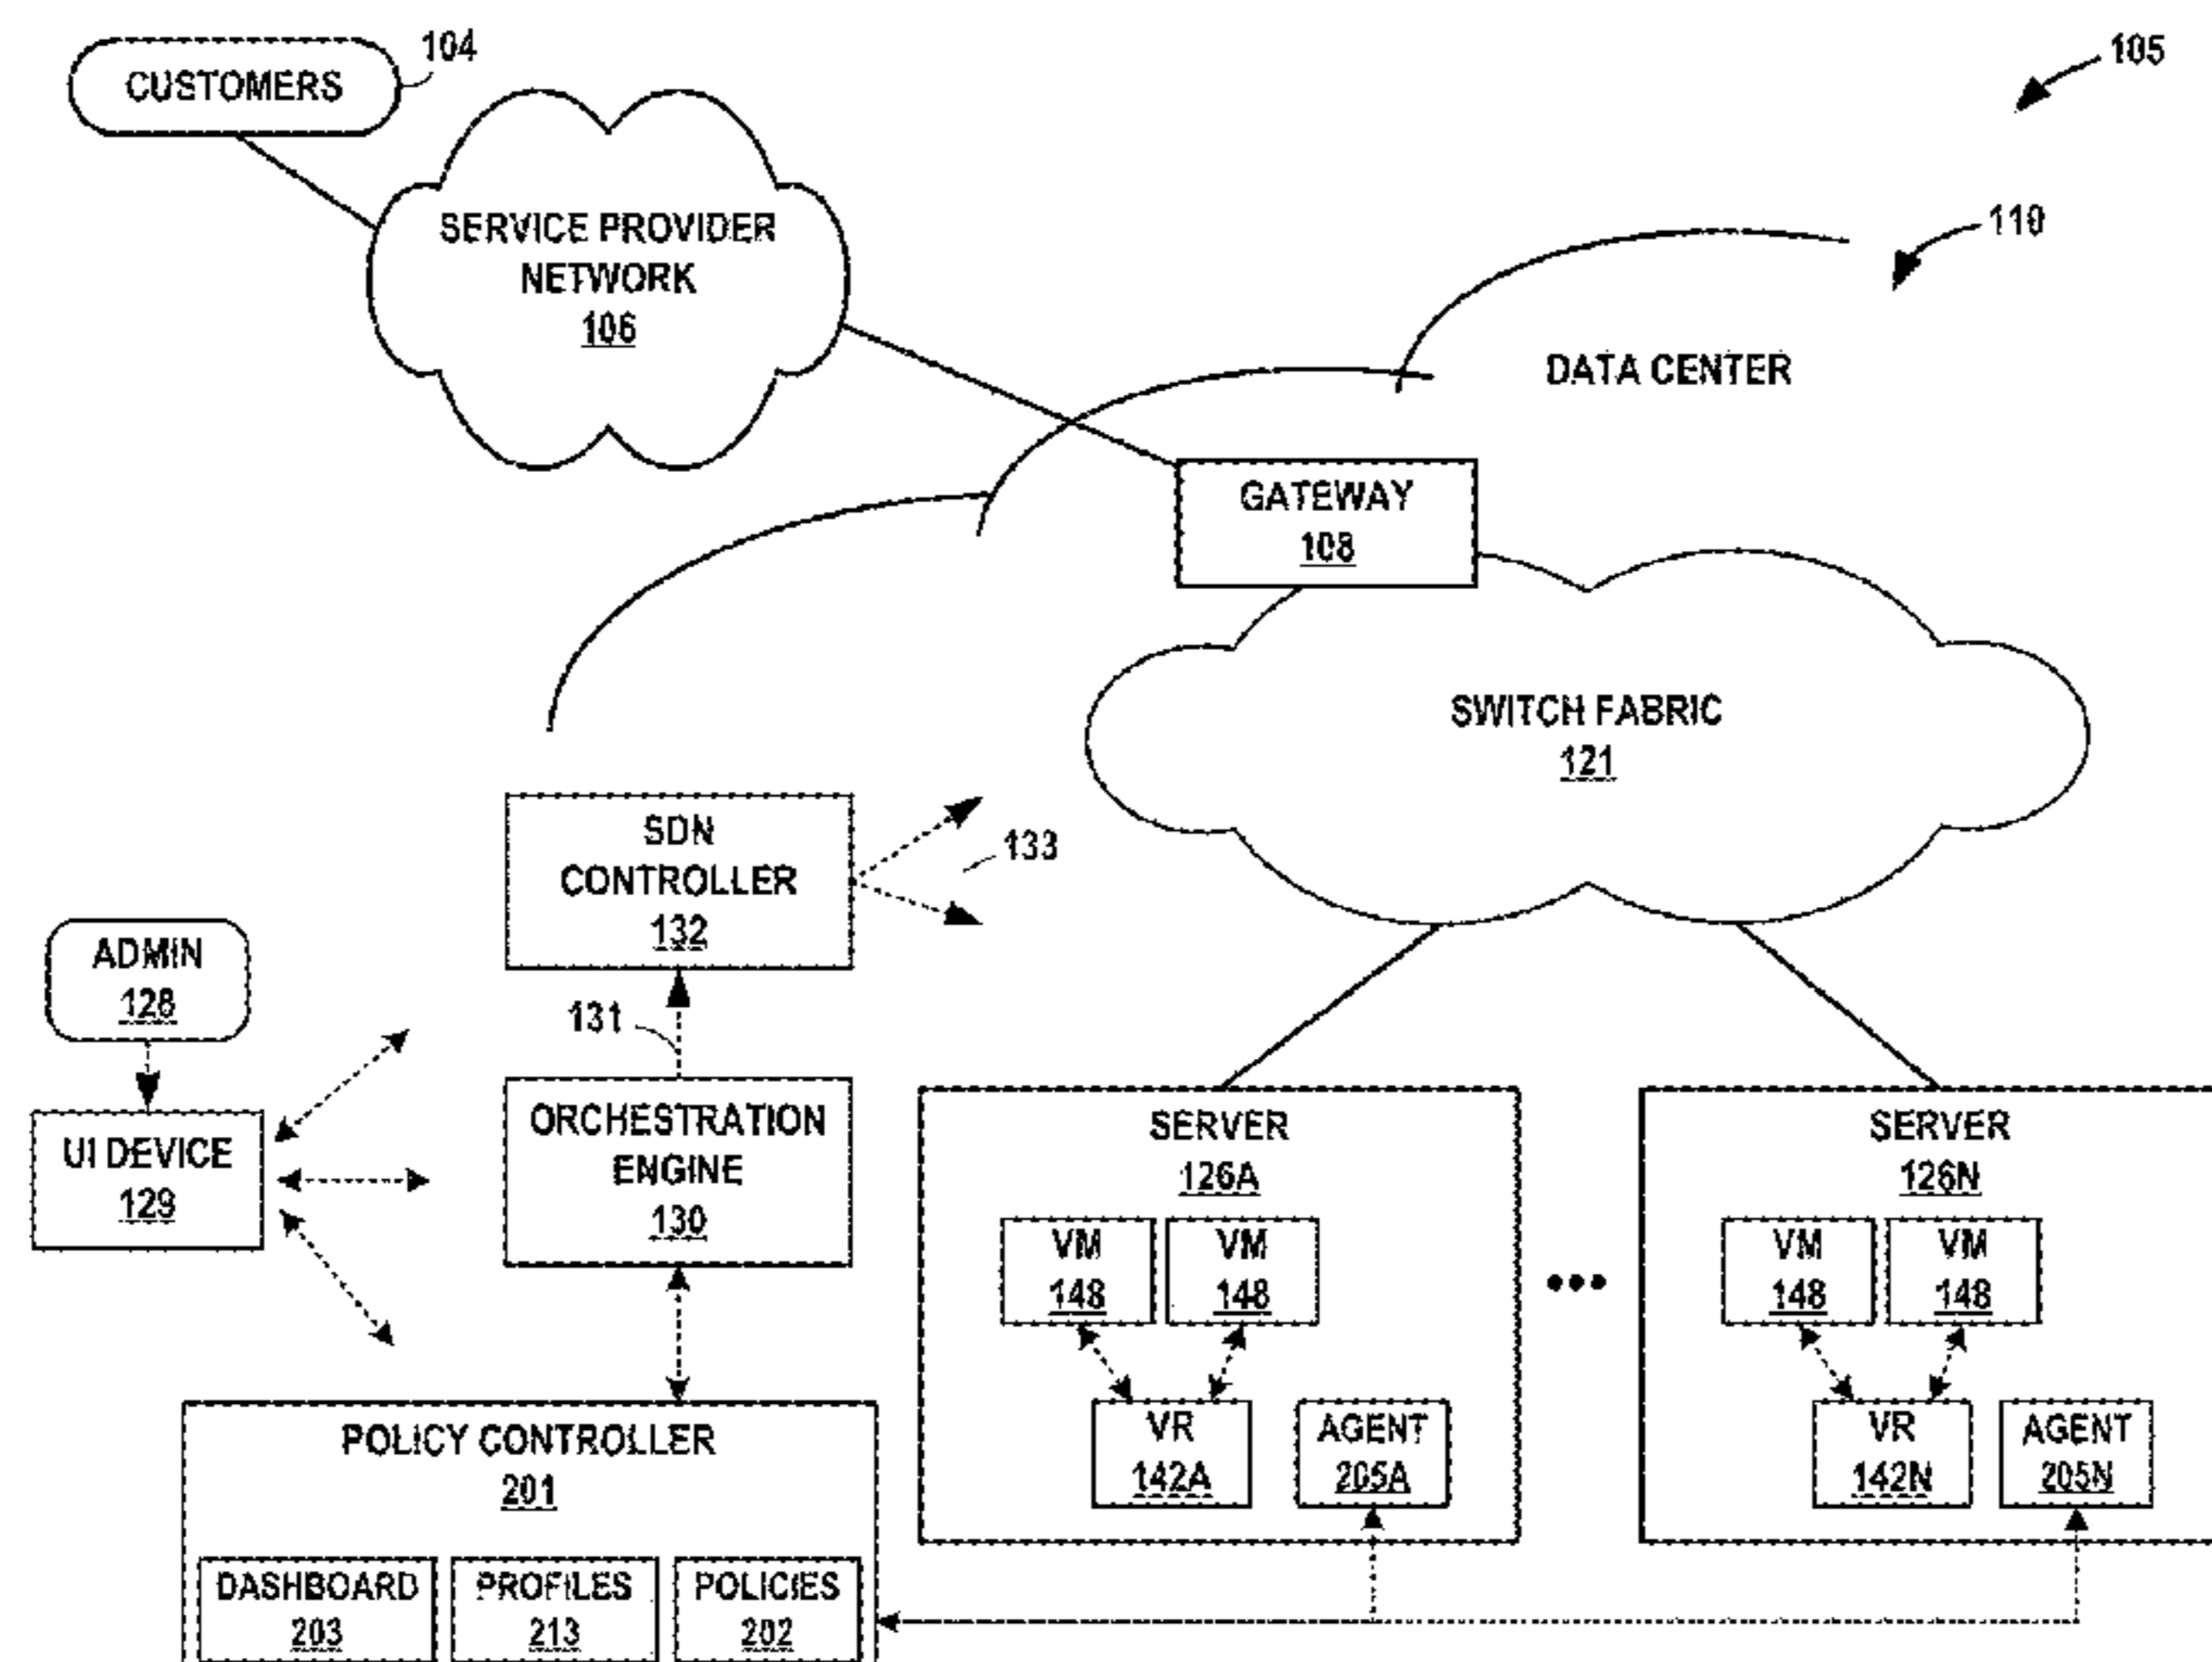 CUSTOMERS
104
105
SERVICE PROVIDER
NETWORK
106
110
DATA CENTER
GATEWAY
108
SWITCH FABRIC
121
SDN
CONTROLLER
132
133
ADMIN
128
131
UI DEVICE
129
ORCHESTRATION
ENGINE
130
SERVER
126A
VM
148
VM
148
VR
142A
AGENT
205A
SERVER
126N
VM
148
VM
148
VR
142N
AGENT
205N
POLICY CONTROLLER
201
DASHBOARD
203
PROFILES
213
POLICIES
202